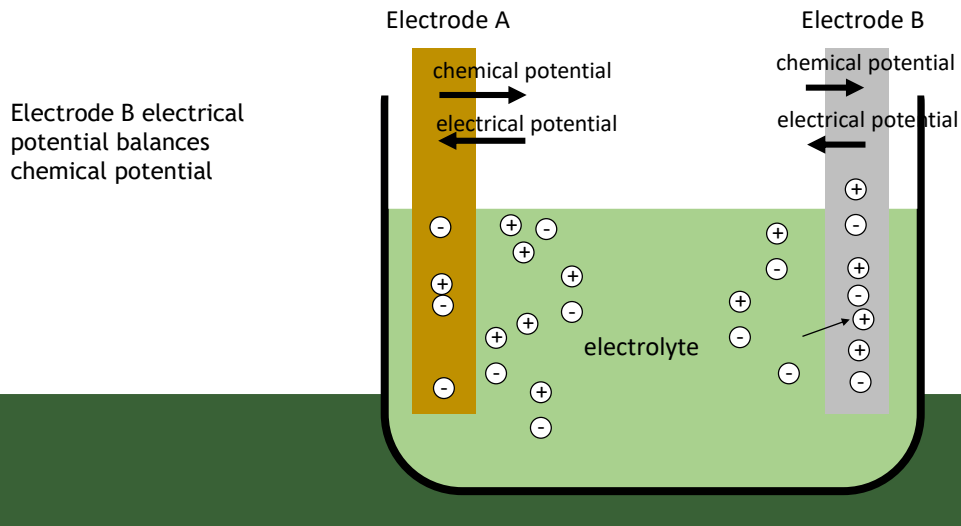 Electrode A
Electrode B
chemical potential
chemical potential
Electrode B electrical
potential balances
chemical potential
electrical potential
electrical potential
+
-
+
-
-
+
+
-
+
+
+
-
-
+
-
+
-
+
+
+
electrolyte
-
+
-
-
-
+
-
-